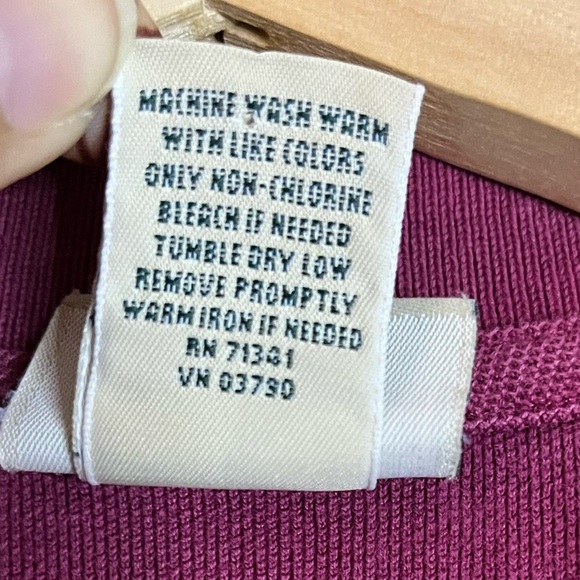 MACHINE WASH WARM
WITH LIKE COLORS
ONLY NON-CHLORINE
BLEACH IF NEEDED
TUMBLE DRY LOW
REMOVE PROMPTLY
WARM IRON IF NEEDED
RN 71341
VN 03790